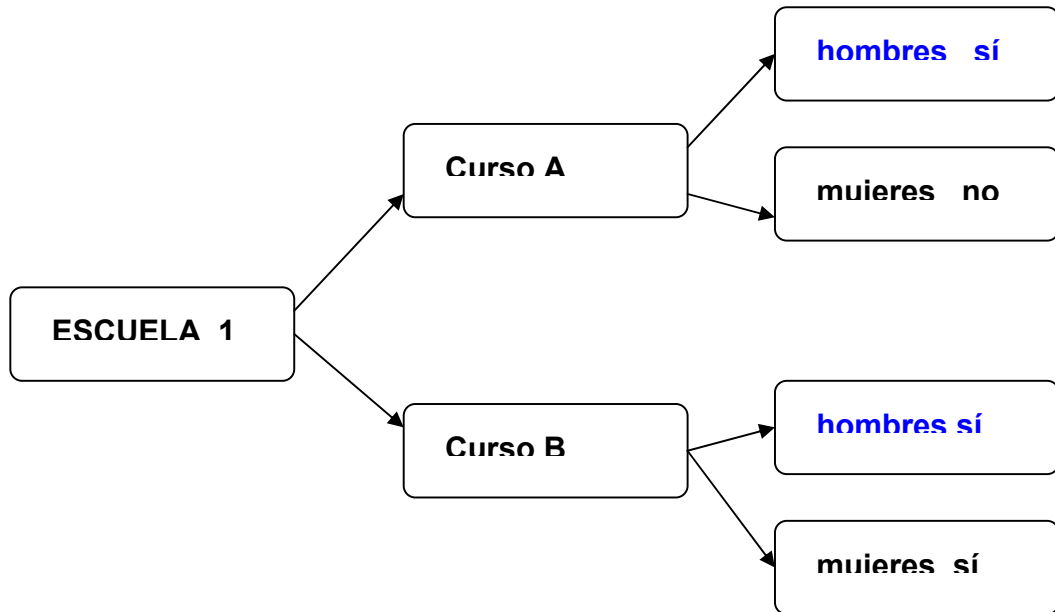 hombres sí
Curso A
mujeres no
ESCUELA 1
hombres sí
Curso B
mujeres sí